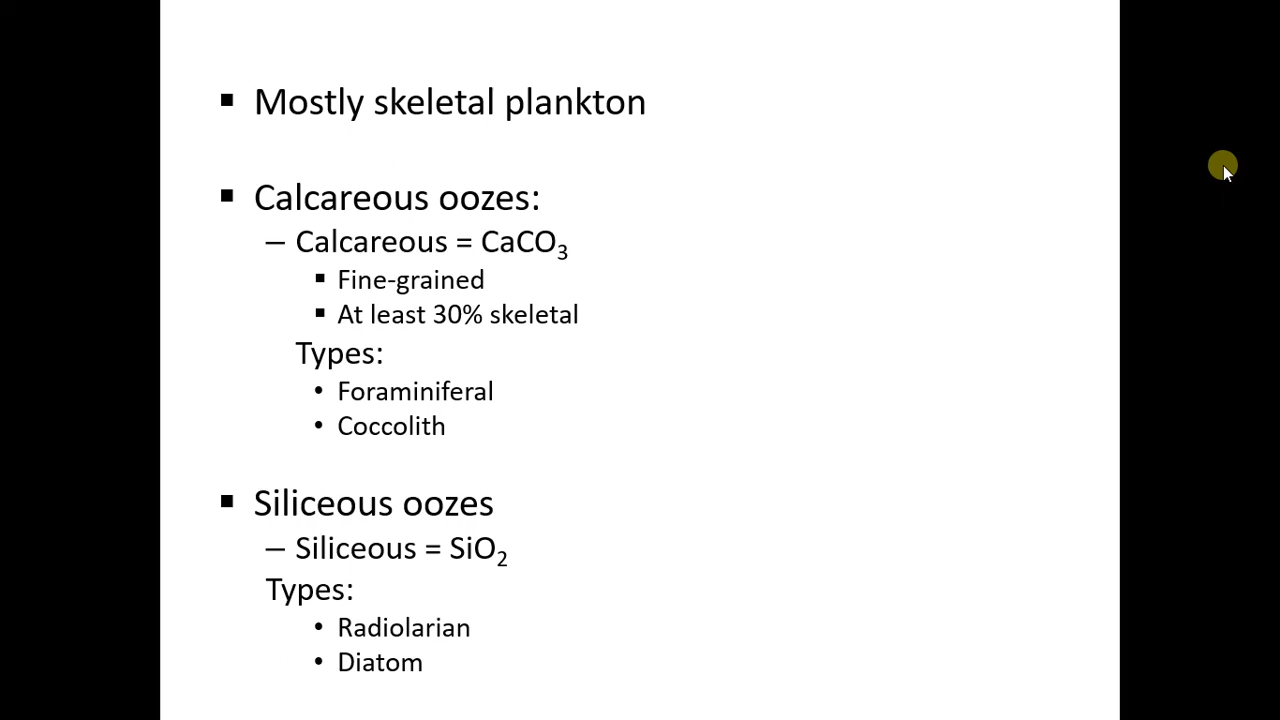 ▪ Mostly skeletal plankton
▪ Calcareous oozes:
– Calcareous = CaCO₃
▪ Fine-grained
▪ At least 30% skeletal
Types:
• Foraminiferal
• Coccolith
▪ Siliceous oozes
– Siliceous = SiO₂
Types:
• Radiolarian
• Diatom